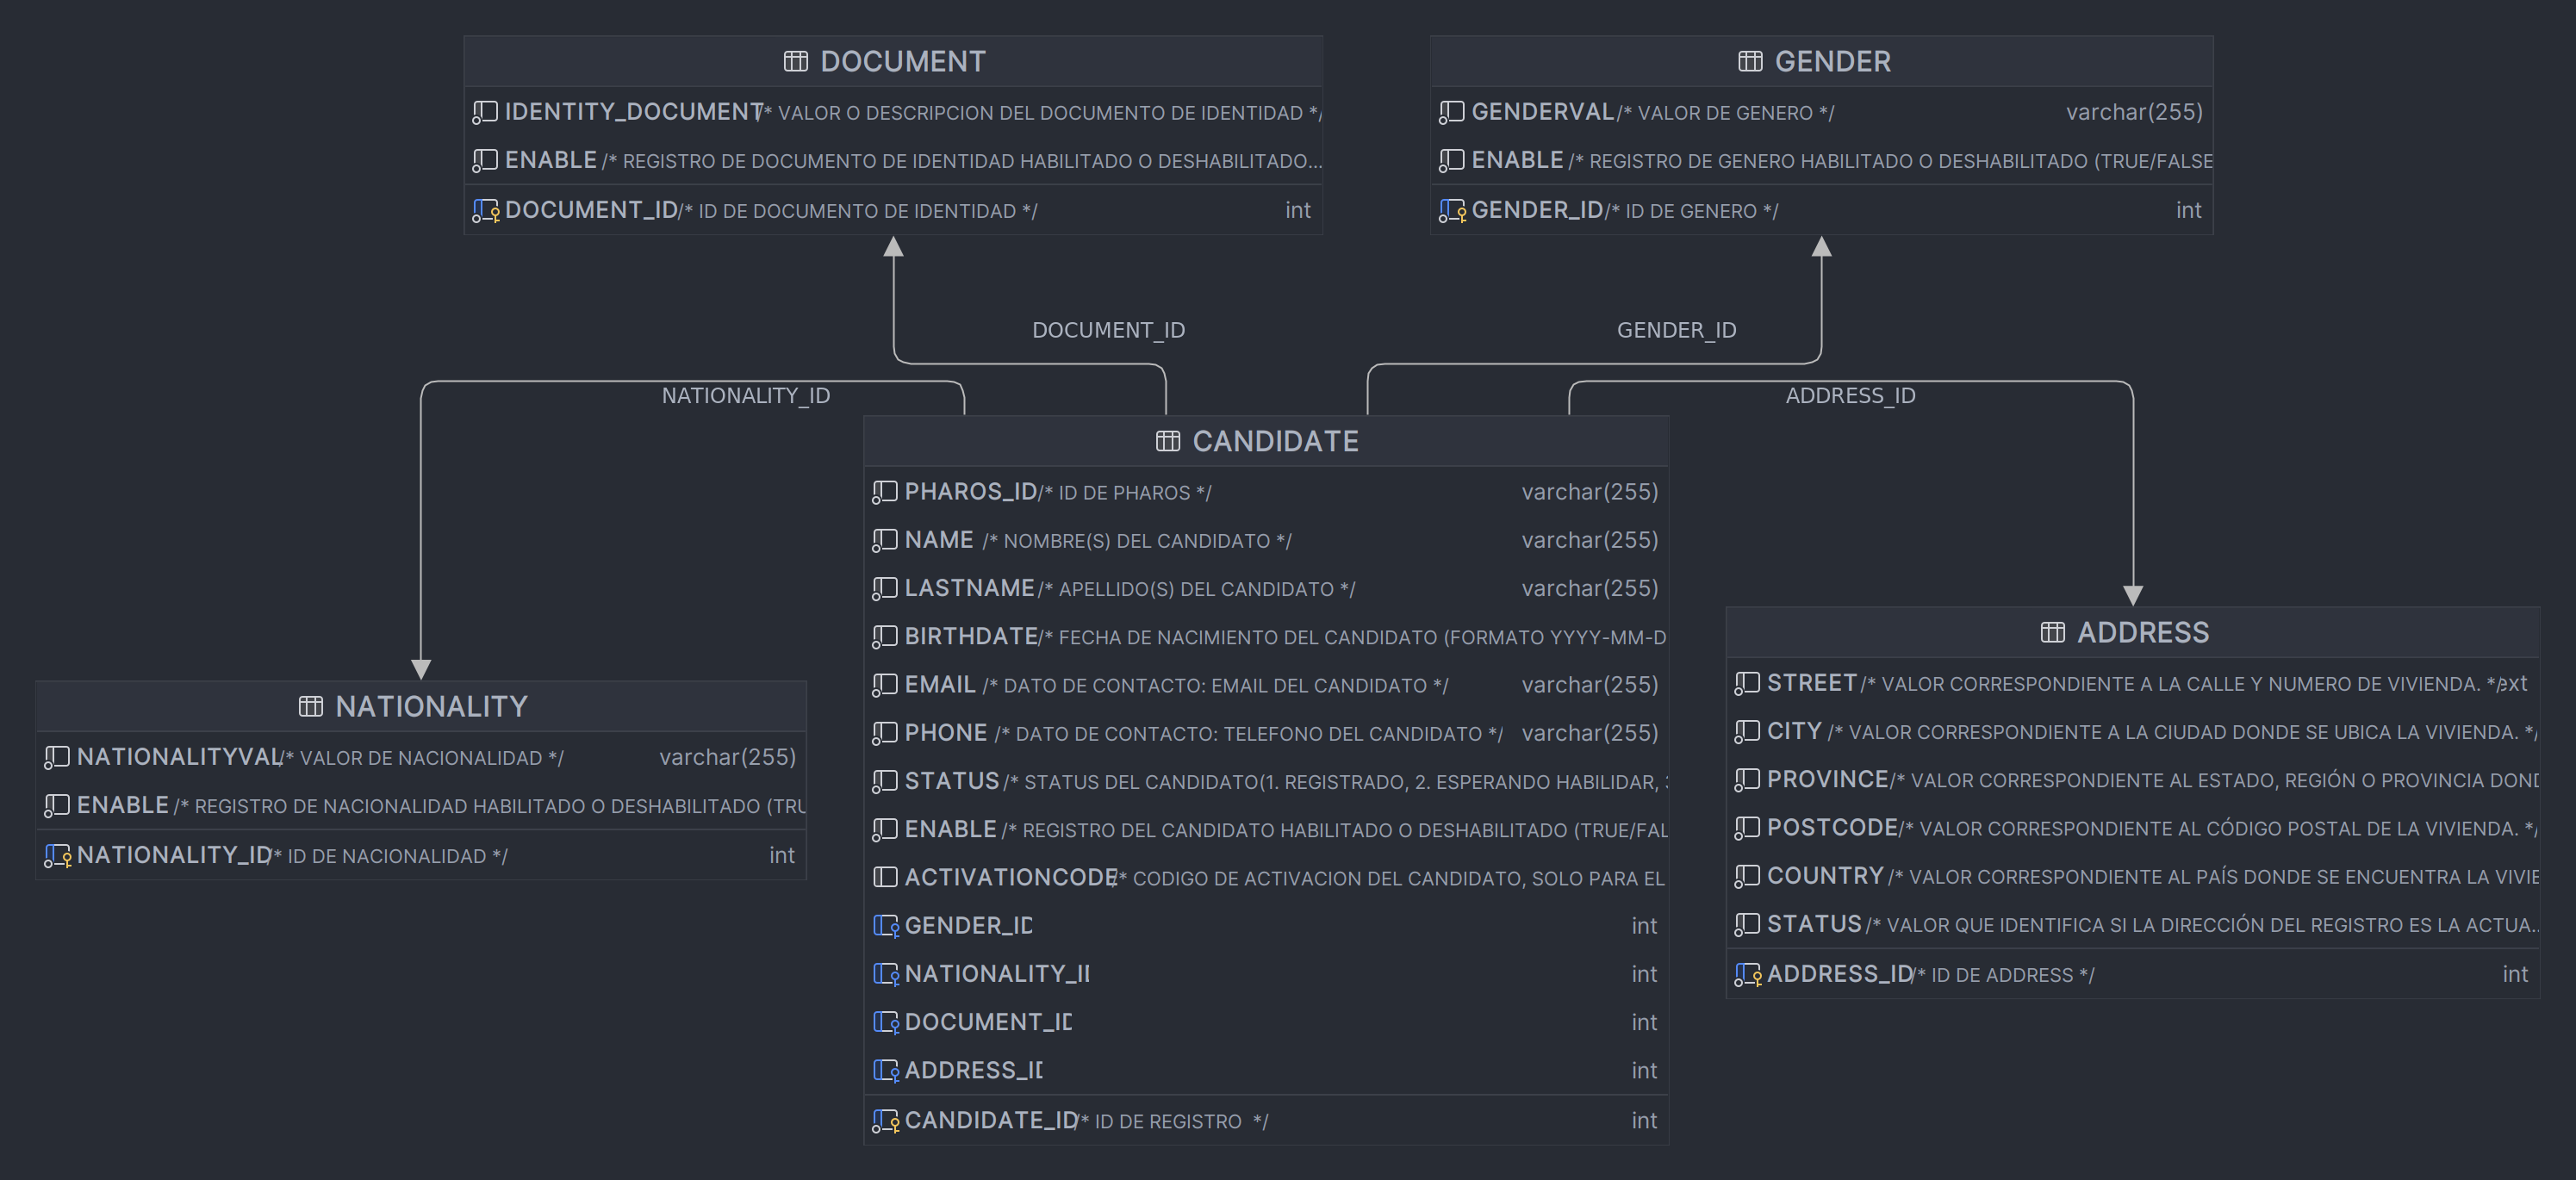 DOCUMENT
IDENTITY_DOCUMENT /* VALOR O DESCRIPCION DEL DOCUMENTO DE IDENTIDAD */
ENABLE /* REGISTRO DE DOCUMENTO DE IDENTIDAD HABILITADO O DESHABILITADO...
DOCUMENT_ID /* ID DE DOCUMENTO DE IDENTIDAD */ int
GENDER
GENDERVAL /* VALOR DE GENERO */ varchar(255)
ENABLE /* REGISTRO DE GENERO HABILITADO O DESHABILITADO (TRUE/FALSE
GENDER_ID /* ID DE GENERO */ int
DOCUMENT_ID
GENDER_ID
NATIONALITY_ID
ADDRESS_ID
CANDIDATE
PHAROS_ID /* ID DE PHAROS */ varchar(255)
NAME /* NOMBRE(S) DEL CANDIDATO */ varchar(255)
LASTNAME /* APELLIDO(S) DEL CANDIDATO */ varchar(255)
BIRTHDATE /* FECHA DE NACIMIENTO DEL CANDIDATO (FORMATO YYYY-MM-D
EMAIL /* DATO DE CONTACTO: EMAIL DEL CANDIDATO */ varchar(255)
PHONE /* DATO DE CONTACTO: TELEFONO DEL CANDIDATO */ varchar(255)
STATUS /* STATUS DEL CANDIDATO(1. REGISTRADO, 2. ESPERANDO HABILIDAR,
ENABLE /* REGISTRO DEL CANDIDATO HABILITADO O DESHABILITADO (TRUE/FAL
ACTIVATIONCODE /* CODIGO DE ACTIVACION DEL CANDIDATO, SOLO PARA EL
GENDER_ID int
NATIONALITY_ID int
DOCUMENT_ID int
ADDRESS_ID int
CANDIDATE_ID /* ID DE REGISTRO */ int
NATIONALITY
NATIONALITYVAL /* VALOR DE NACIONALIDAD */ varchar(255)
ENABLE /* REGISTRO DE NACIONALIDAD HABILITADO O DESHABILITADO (TRU
NATIONALITY_ID /* ID DE NACIONALIDAD */ int
ADDRESS
STREET /* VALOR CORRESPONDIENTE A LA CALLE Y NUMERO DE VIVIENDA. */ext
CITY /* VALOR CORRESPONDIENTE A LA CIUDAD DONDE SE UBICA LA VIVIENDA. */
PROVINCE /* VALOR CORRESPONDIENTE AL ESTADO, REGIÓN O PROVINCIA DOND
POSTCODE /* VALOR CORRESPONDIENTE AL CÓDIGO POSTAL DE LA VIVIENDA. */
COUNTRY /* VALOR CORRESPONDIENTE AL PAÍS DONDE SE ENCUENTRA LA VIVIE
STATUS /* VALOR QUE IDENTIFICA SI LA DIRECCIÓN DEL REGISTRO ES LA ACTUA...
ADDRESS_ID /* ID DE ADDRESS */ int